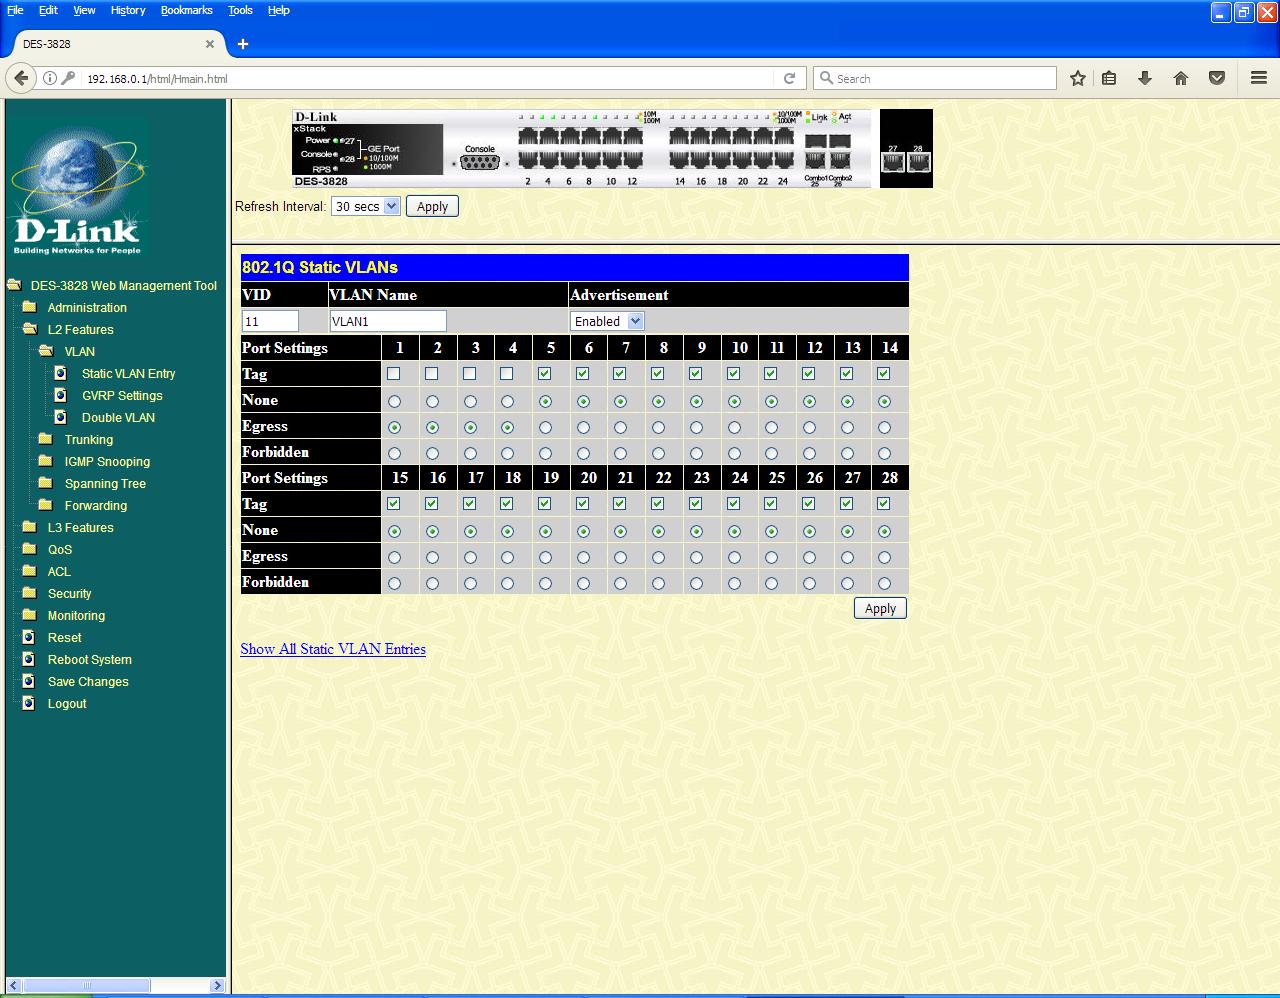 File Edit View History Bookmarks Tools Help
DES-3828
192.168.0.1/html/Hmain.html
Search
D-Link
Building Networks for People
DES-3828 Web Management Tool
Administration
L2 Features
VLAN
Static VLAN Entry
GVRP Settings
Double VLAN
Trunking
IGMP Snooping
Spanning Tree
Forwarding
L3 Features
QoS
ACL
Security
Monitoring
Reset
Reboot System
Save Changes
Logout
D-Link
xStack
Power 27
GE Port
Console 28
10/100M
RPS 1000M
DES-3828
Console
10M
100M
10/100M
1000M
Link Act
2 4 6 8 10 12
14 16 18 20 22 24
Combo1 Combo2
25 26
27 28
Refresh Interval: 30 secs Apply
802.1Q Static VLANs
VID VLAN Name Advertisement
11 VLAN1 Enabled
Port Settings 1 2 3 4 5 6 7 8 9 10 11 12 13 14
Tag
None
Egress
Forbidden
Port Settings 15 16 17 18 19 20 21 22 23 24 25 26 27 28
Tag
None
Egress
Forbidden
Apply
Show All Static VLAN Entries